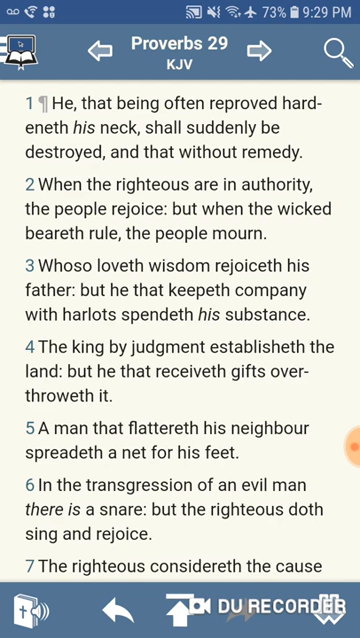 73% 9:29 PM
Proverbs 29
KJV
1 ¶ He, that being often reproved hard-
eneth his neck, shall suddenly be
destroyed, and that without remedy.
2 When the righteous are in authority,
the people rejoice: but when the wicked
beareth rule, the people mourn.
3 Whoso loveth wisdom rejoiceth his
father: but he that keepeth company
with harlots spendeth his substance.
4 The king by judgment establisheth the
land: but he that receiveth gifts over-
throweth it.
5 A man that flattereth his neighbour
spreadeth a net for his feet.
6 In the transgression of an evil man
there is a snare: but the righteous doth
sing and rejoice.
7 The righteous considereth the cause
DU RECORDER